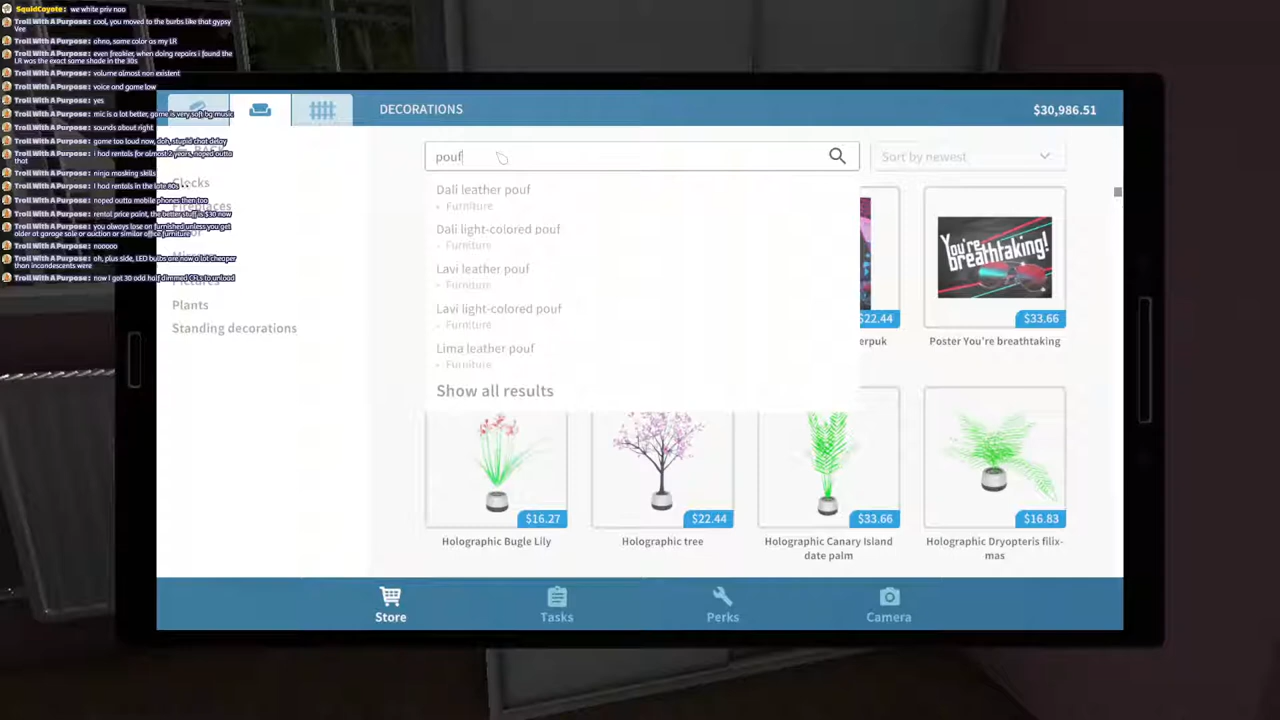 SquidCoyote : we white priv nao
Troll With A Purpose : cool, you moved to the burbs like that gypsy
Vee
Troll With A Purpose : ohno, same color as my LR
Troll With A Purpose : even freakier, when doing repairs i found the
LR was the exact same shade in the 30s
Troll With A Purpose : volume almost non existent
Troll With A Purpose : voice and game low
Troll With A Purpose : yes
Troll With A Purpose : mic is a lot better, game is very soft bg music
Troll With A Purpose : sounds about right
Troll With A Purpose : game too loud now, doh, stupid chat delay
Troll With A Purpose : i had rentals for almost 2 years, noped outta
that
Troll With A Purpose : ninja masking skills
Troll With A Purpose : I had rentals in the late 80s
Troll With A Purpose : noped outta mobile phones then too
Troll With A Purpose : rental price paint, the better stuff is $30 now
Troll With A Purpose : you always lose on furnished unless you get
older at garage sale or auction or similar office furniture
Troll With A Purpose : nooooo
Troll With A Purpose : oh, plus side, LED bulbs are now a lot cheaper
than incandescents were
Troll With A Purpose : now I got 30 odd half dimmed CFLs to unload
DECORATIONS
$30,986.51
BACK
Clocks
Fireplaces
Pictures
Plants
Standing decorations
pouf
Sort by newest
Dali leather pouf
Furniture
Dali light-colored pouf
Furniture
Lavi leather pouf
Furniture
Lavi light-colored pouf
Furniture
Lima leather pouf
Furniture
Show all results
You're
breathtaking!
$22.44
$33.66
erpuk
Poster You're breathtaking
$16.27
$22.44
$33.66
$16.83
Holographic Bugle Lily
Holographic tree
Holographic Canary Island
date palm
Holographic Dryopteris filix-
mas
Store
Tasks
Perks
Camera